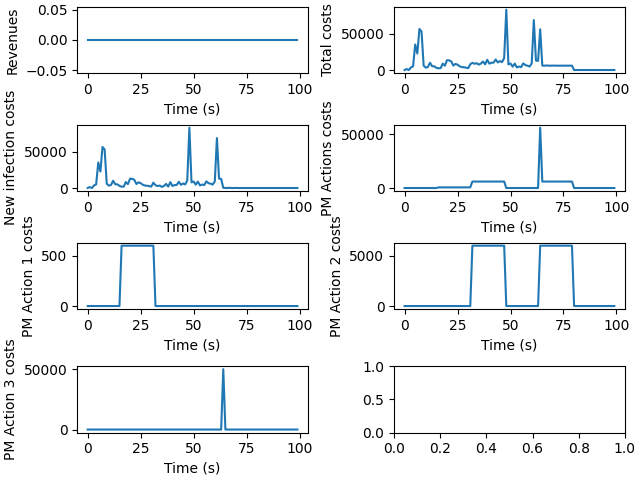 Revenues
0.05
0.00
−0.05
0 25 50 75 100
Time (s)
Total costs
50000
0
0 25 50 75 100
Time (s)
New infection costs
50000
0
0 25 50 75 100
Time (s)
PM Actions costs
50000
0
0 25 50 75 100
Time (s)
PM Action 1 costs
500
0
0 25 50 75 100
Time (s)
PM Action 2 costs
5000
0
0 25 50 75 100
Time (s)
PM Action 3 costs
50000
0
0 25 50 75 100
Time (s)
1.0
0.5
0.0
0.0 0.2 0.4 0.6 0.8 1.0